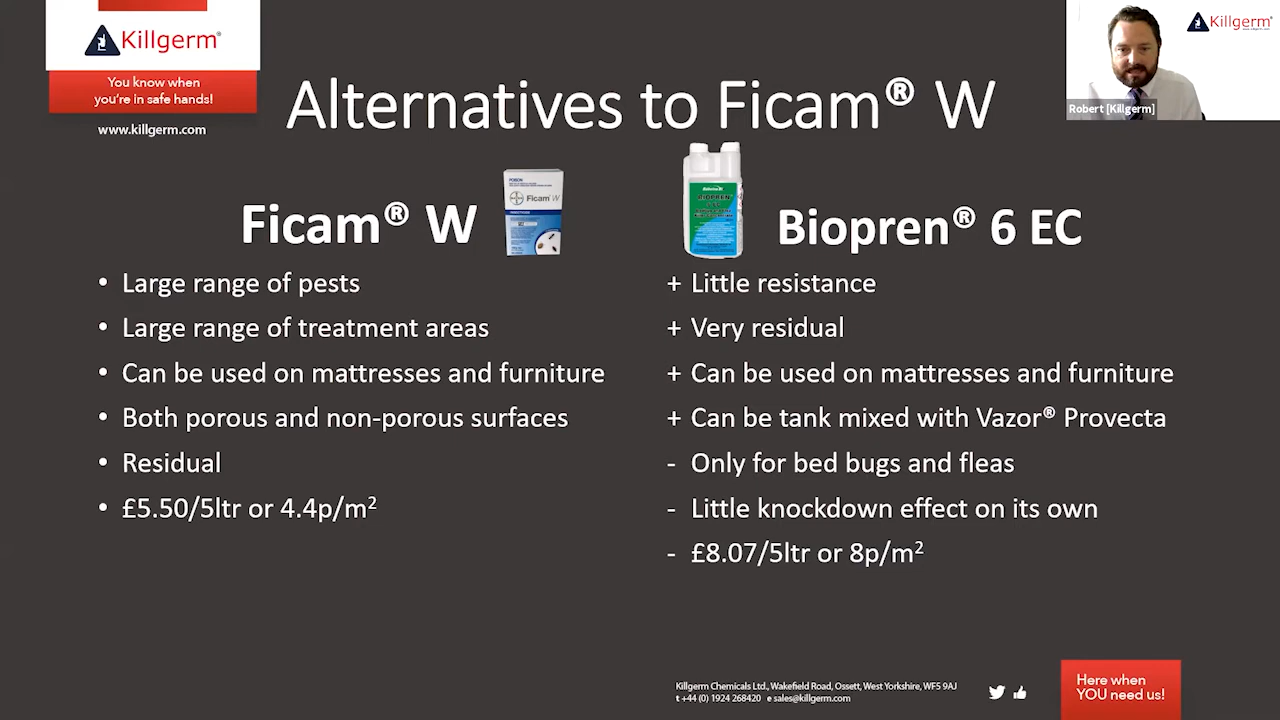 Killgerm®
You know when
you're in safe hands!
www.killgerm.com
Alternatives to Ficam® W
Killgerm®
Robert [Killgerm]
Ficam® W
POISON
Ficam® W
• Large range of pests
• Large range of treatment areas
• Can be used on mattresses and furniture
• Both porous and non-porous surfaces
• Residual
• £5.50/5ltr or 4.4p/m²
BIOPREN
Biopren® 6 EC
+ Little resistance
+ Very residual
+ Can be used on mattresses and furniture
+ Can be tank mixed with Vazor® Provecta
- Only for bed bugs and fleas
- Little knockdown effect on its own
- £8.07/5ltr or 8p/m²
Killgerm Chemicals Ltd., Wakefield Road, Ossett, West Yorkshire, WF5 9AJ
t +44 (0) 1924 268420 e sales@killgerm.com
Here when
YOU need us!